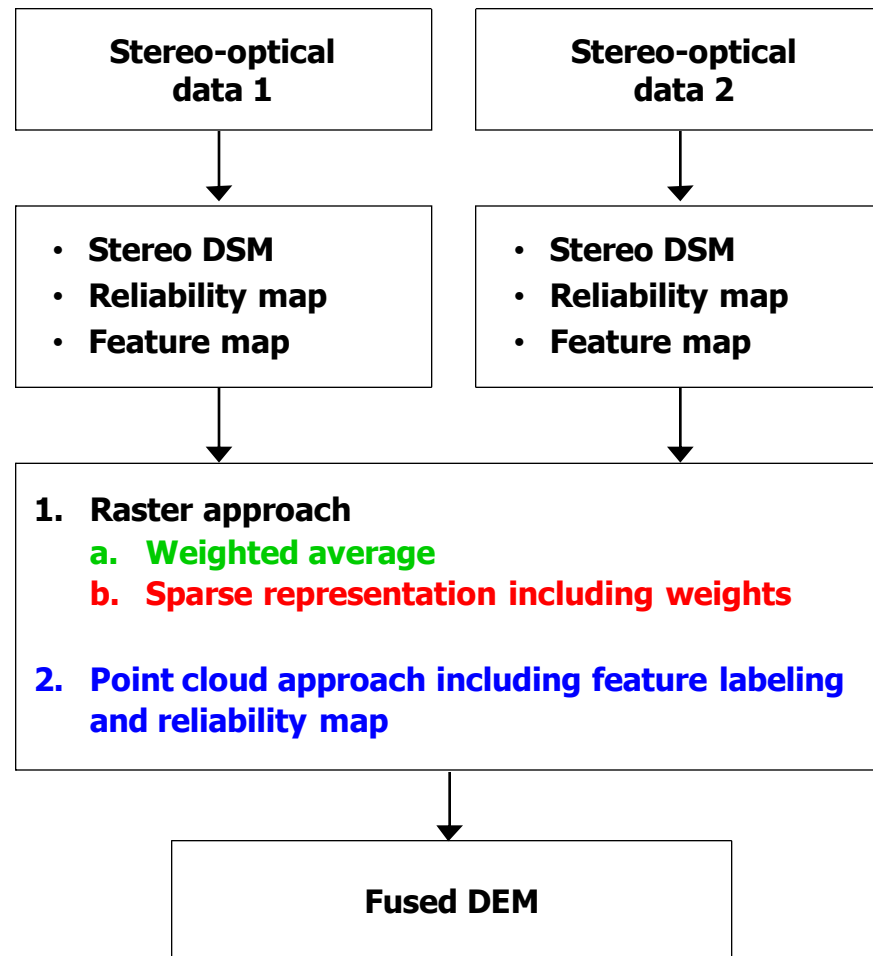 Stereo-optical
data 1
Stereo-optical
data 2
• Stereo DSM
• Reliability map
• Feature map
• Stereo DSM
• Reliability map
• Feature map
1. Raster approach
a. Weighted average
b. Sparse representation including weights
2. Point cloud approach including feature labeling
and reliability map
Fused DEM